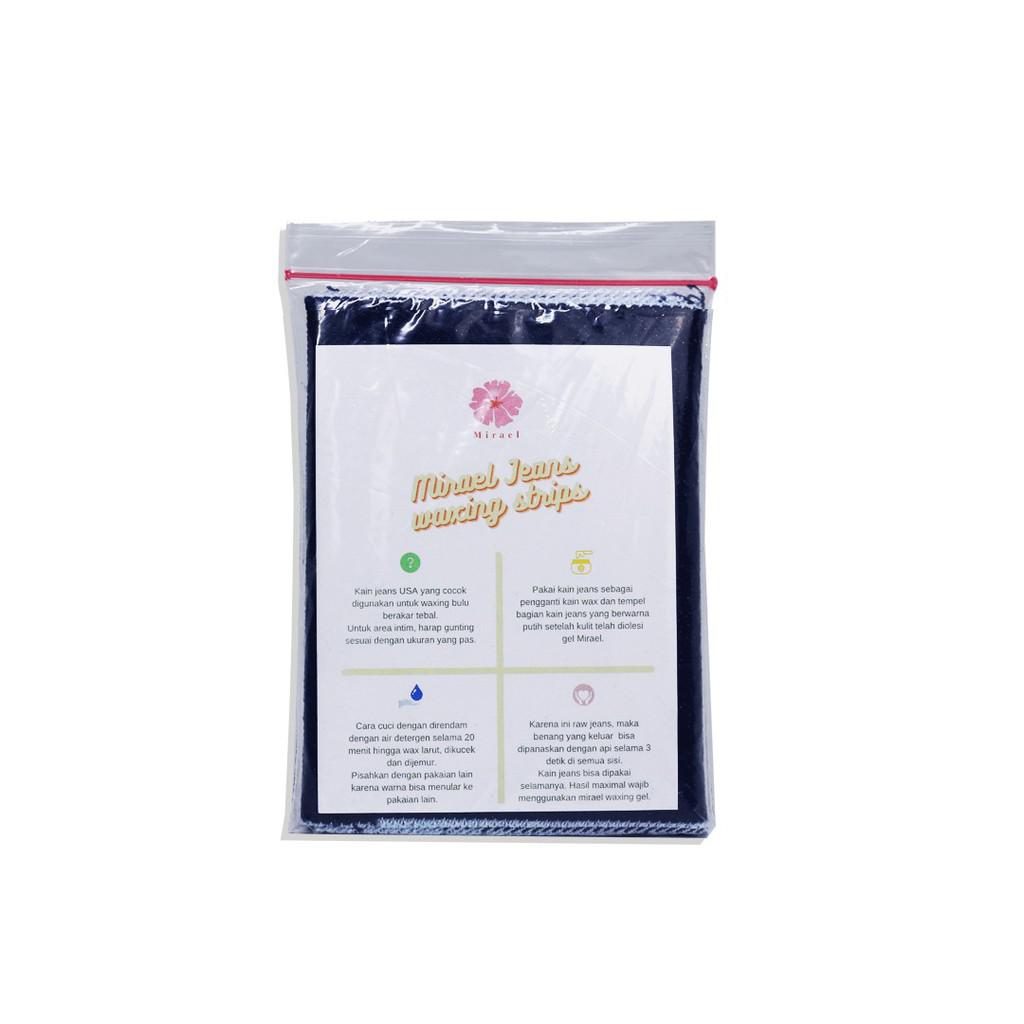 Mirael
Mirael Jeans
waxing strips
?
Kain jeans USA yang cocok
digunakan untuk waxing bulu
berakar tebal.
Untuk area intim, harap gunting
sesuai dengan ukuran yang pas.
Pakai kain jeans sebagai
pengganti kain wax dan tempel
bagian kain jeans yang berwarna
putih setelah kulit telah diolesi
gel Mirael.
Cara cuci dengan direndam
dengan air detergen selama 20
menit hingga wax larut, dikucek
dan dijemur.
Pisahkan dengan pakaian lain
karena warna bisa menular ke
pakaian lain.
Karena ini raw jeans, maka
benang yang keluar bisa
dipanaskan dengan api selama 3
detik di semua sisi.
Kain jeans bisa dipakai
selamanya. Hasil maximal wajib
menggunakan mirael waxing gel.